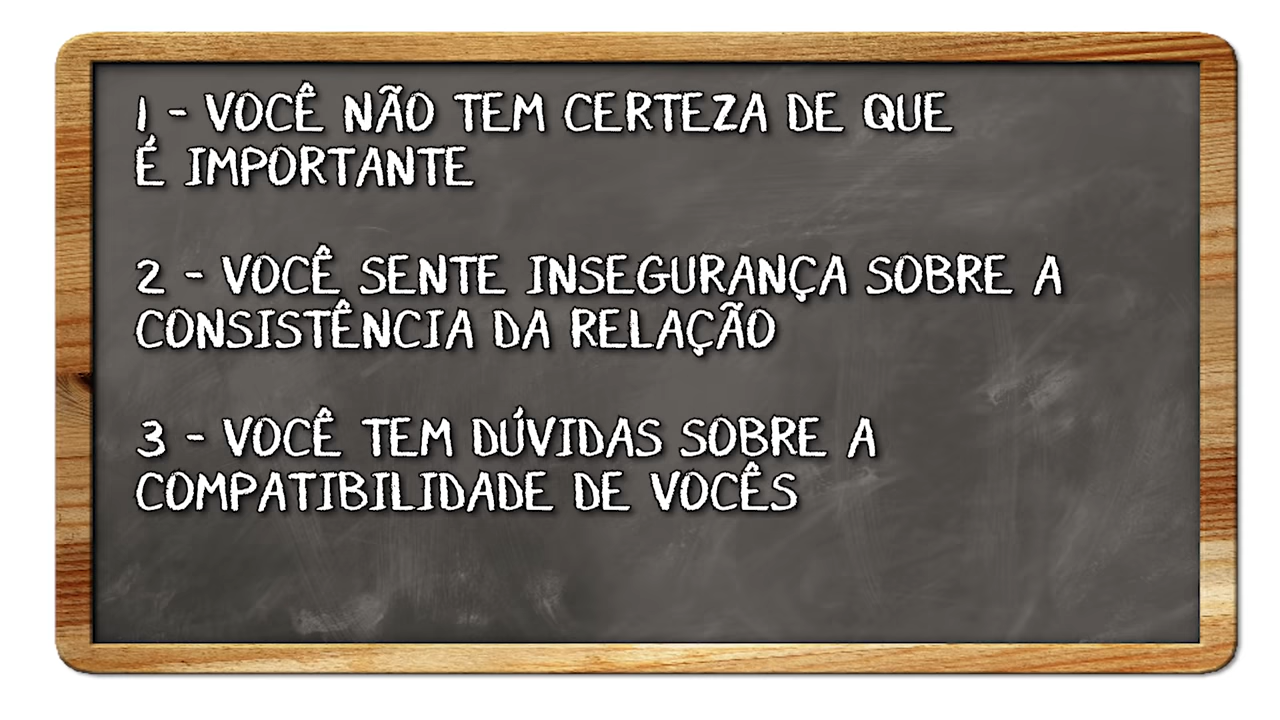 1 - VOCÊ NÃO TEM CERTEZA DE QUE
É IMPORTANTE
2 - VOCÊ SENTE INSEGURANÇA SOBRE A
CONSISTÊNCIA DA RELAÇÃO
3 - VOCÊ TEM DÚVIDAS SOBRE A
COMPATIBILIDADE DE VOCÊS